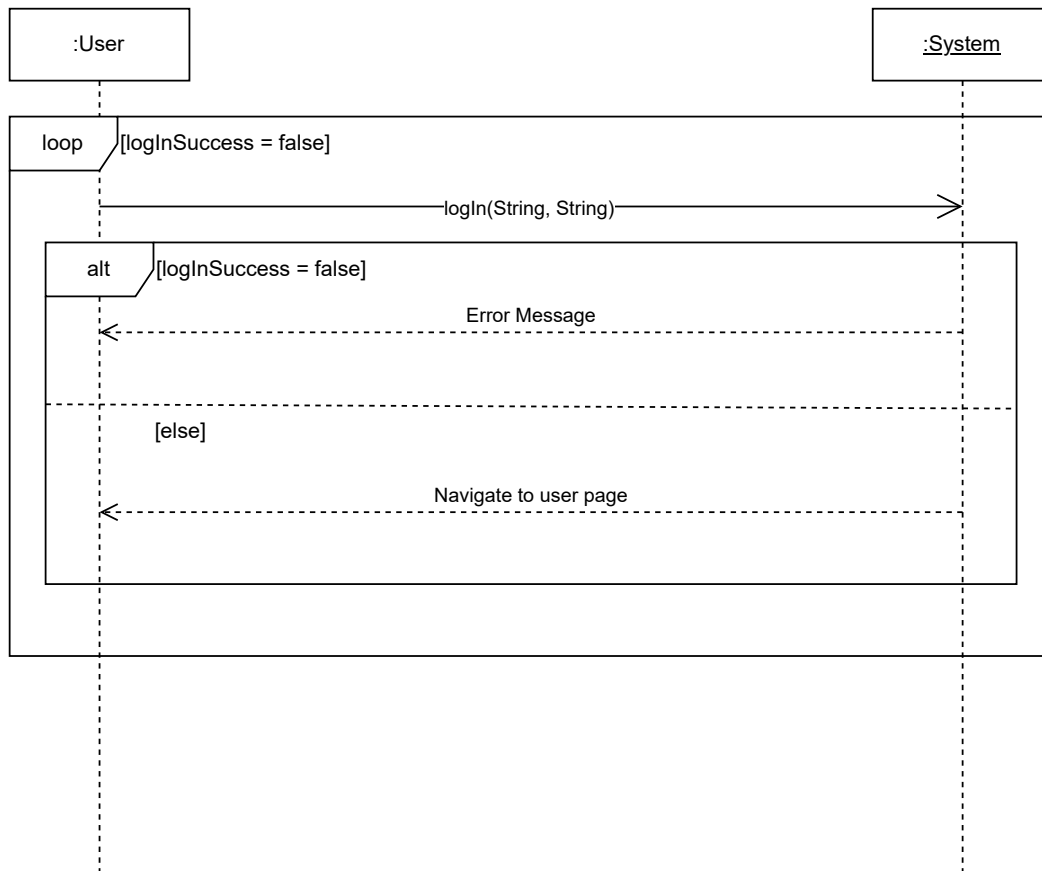 :User
:System
loop
[logInSuccess = false]
logIn(String, String)
alt
[logInSuccess = false]
Error Message
[else]
Navigate to user page